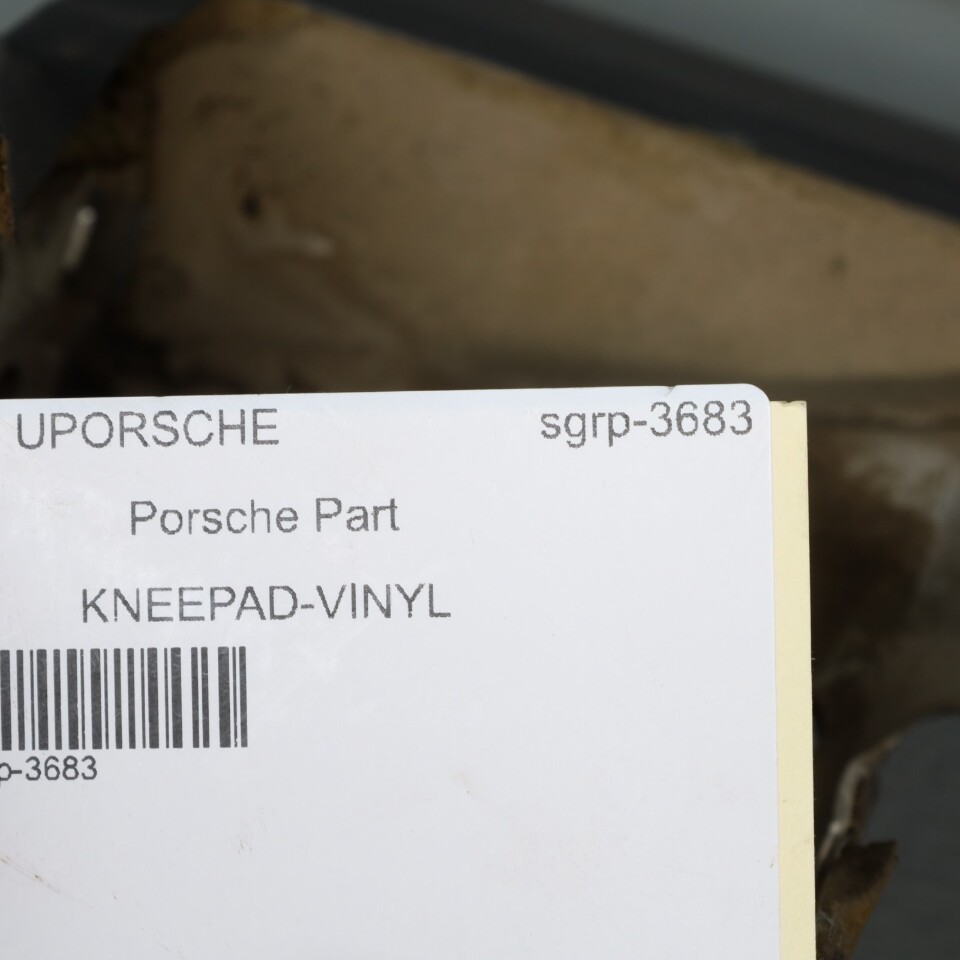 UPORSCHE sgrp-3683
Porsche Part
KNEEPAD-VINYL
p-3683